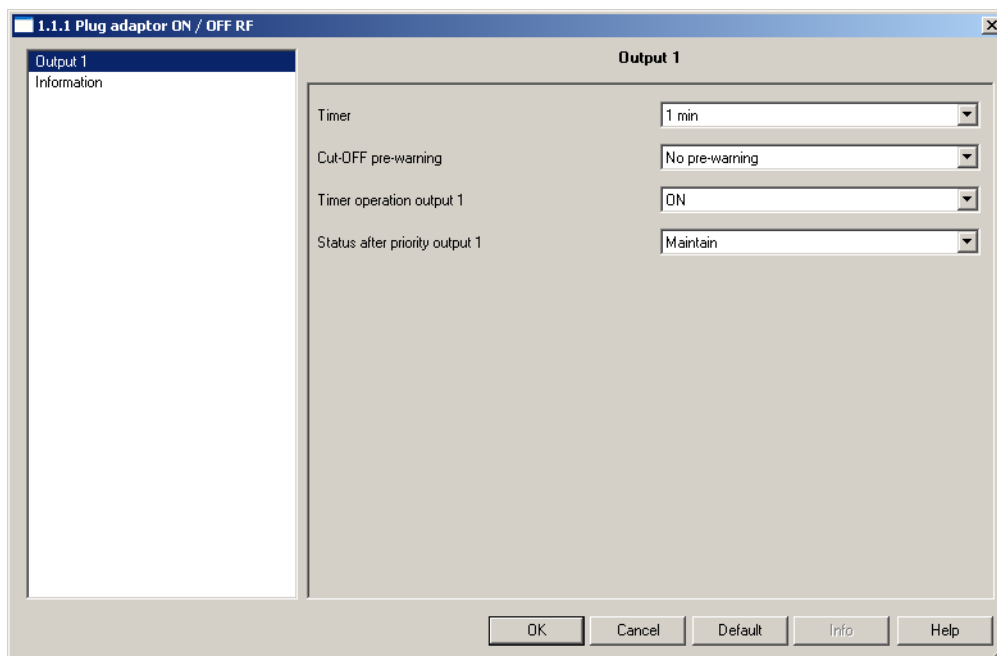 1.1.1 Plug adaptor ON / OFF RF
Output 1
Information
Output 1
Timer
1 min
Cut-OFF pre-warning
No pre-warning
Timer operation output 1
ON
Status after priority output 1
Maintain
OK
Cancel
Default
Info
Help